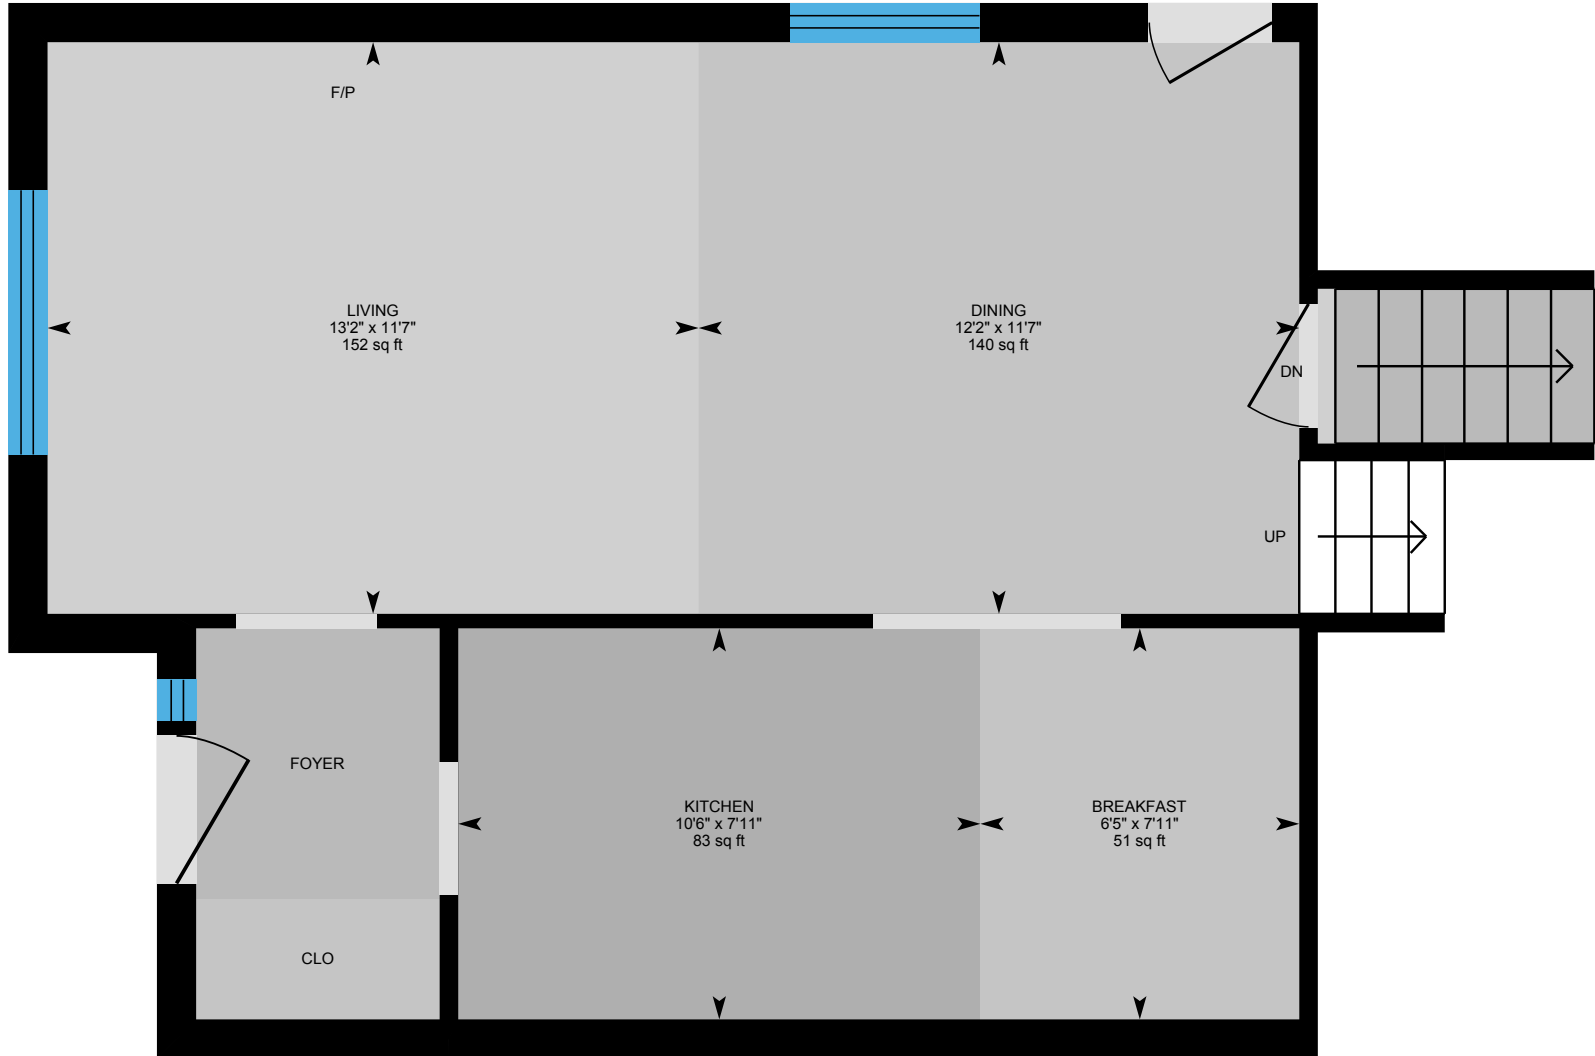 F/P
LIVING
13'2" x 11'7"
152 sq ft
DINING
12'2" x 11'7"
140 sq ft
DN
UP
FOYER
KITCHEN
10'6" x 7'11"
83 sq ft
BREAKFAST
6'5" x 7'11"
51 sq ft
CLO